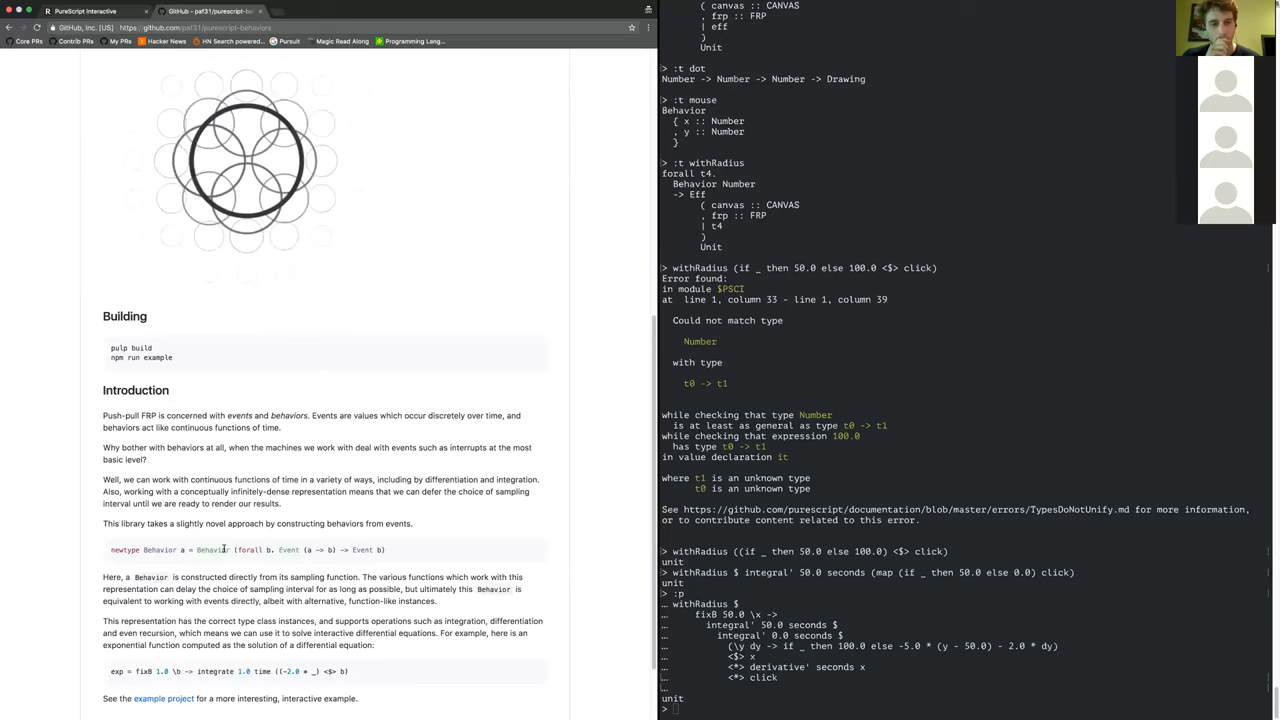 PureScript Interactive
GitHub - paf31/purescript-be
GitHub, Inc. [US]
https://github.com/paf31/purescript-behaviors
Core PRs
Contrib PRs
My PRs
Hacker News
HN Search powered...
Pursuit
Magic Read Along
Programming Lang...
Building
pulp build
npm run example
Introduction
Push-pull FRP is concerned with events and behaviors. Events are values which occur discretely over time, and
behaviors act like continuous functions of time.
Why bother with behaviors at all, when the machines we work with deal with events such as interrupts at the most
basic level?
Well, we can work with continuous functions of time in a variety of ways, including by differentiation and integration.
Also, working with a conceptually infinitely-dense representation means that we can defer the choice of sampling
interval until we are ready to render our results.
This library takes a slightly novel approach by constructing behaviors from events.
newtype Behavior a = Behavior (forall b. Event (a -> b) -> Event b)
Here, a Behavior is constructed directly from its sampling function. The various functions which work with this
representation can delay the choice of sampling interval for as long as possible, but ultimately this Behavior is
equivalent to working with events directly, albeit with alternative, function-like instances.
This representation has the correct type class instances, and supports operations such as integration, differentiation
and even recursion, which means we can use it to solve interactive differential equations. For example, here is an
exponential function computed as the solution of a differential equation:
exp = fixB 1.0 \b -> integrate 1.0 time ((-2.0 * _) <$> b)
See the example project for a more interesting, interactive example.
( canvas :: CANVAS
, frp :: FRP
| eff
)
Unit
> :t dot
Number -> Number -> Number -> Drawing
> :t mouse
Behavior
{ x :: Number
, y :: Number
}
> :t withRadius
forall t4.
Behavior Number
-> Eff
( canvas :: CANVAS
, frp :: FRP
| t4
)
Unit
> withRadius (if _ then 50.0 else 100.0 <$> click)
Error found:
in module $PSCI
at line 1, column 33 - line 1, column 39
Could not match type
Number
with type
t0 -> t1
while checking that type Number
is at least as general as type t0 -> t1
while checking that expression 100.0
has type t0 -> t1
in value declaration it
where t1 is an unknown type
t0 is an unknown type
See https://github.com/purescript/documentation/blob/master/errors/TypesDoNotUnify.md for more information,
or to contribute content related to this error.
> withRadius ((if _ then 50.0 else 100.0) <$> click)
unit
> withRadius $ integral' 50.0 seconds (map (if _ then 50.0 else 0.0) click)
unit
> :p
… withRadius $
… fixB 50.0 \x ->
… integral' 50.0 seconds $
… integral' 0.0 seconds $
… (\y dy -> if _ then 100.0 else -5.0 * (y - 50.0) - 2.0 * dy)
… <$> x
… <*> derivative' seconds x
… <*> click
…
unit
>